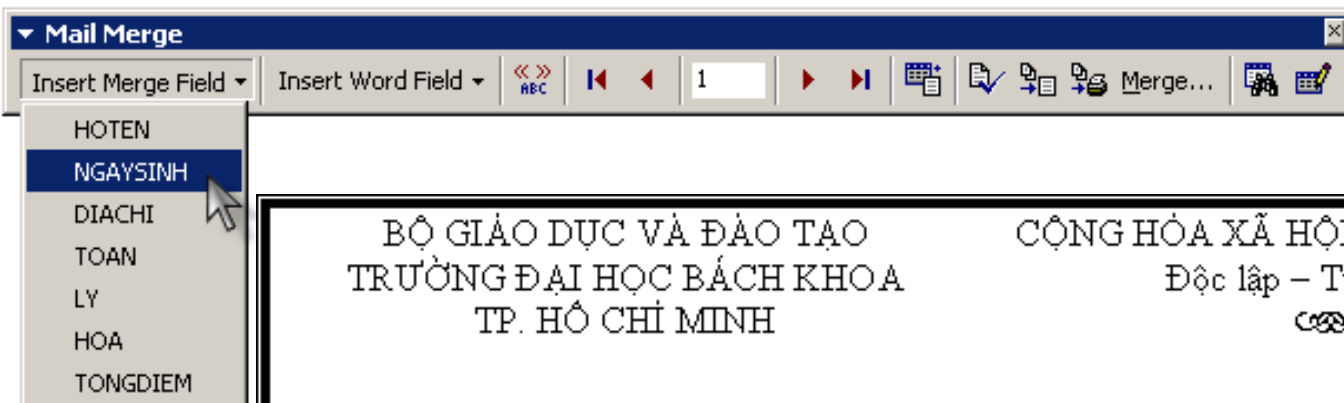 Mail Merge
Insert Merge Field Insert Word Field «» ABC 1 Merge...
HOTEN
NGAYSINH
DIACHI
TOAN
LY
HOA
TONGDIEM
BỘ GIÁO DỤC VÀ ĐÀO TẠO
TRƯỜNG ĐẠI HỌC BÁCH KHOA
TP. HỒ CHÍ MINH
CỘNG HÒA XÃ HỘI
Độc lập – T